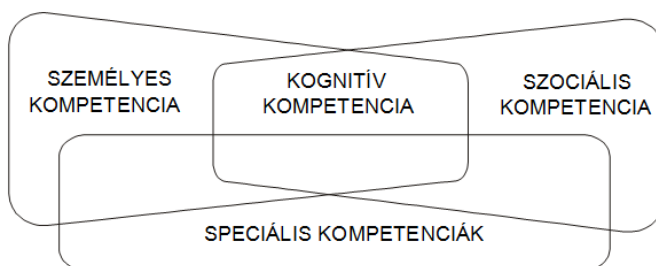 SZEMÉLYES
KOMPETENCIA
KOGNITÍV
KOMPETENCIA
SZOCIÁLIS
KOMPETENCIA
SPECIÁLIS KOMPETENCIÁK